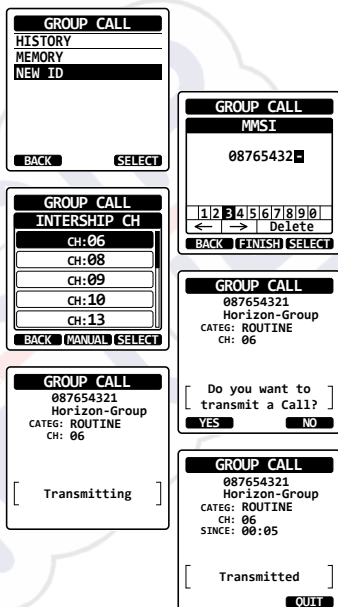 GROUP CALL
HISTORY
MEMORY
NEW ID
BACK SELECT
GROUP CALL
MMSI
08765432-
1 2 3 4 5 6 7 8 9 0
← → Delete
BACK FINISH SELECT
GROUP CALL
INTERSHIP CH
CH:06
CH:08
CH:09
CH:10
CH:13
BACK MANUAL SELECT
GROUP CALL
087654321
Horizon-Group
CATEG: ROUTINE
CH: 06
[ Do you want to
transmit a Call? ]
YES NO
GROUP CALL
087654321
Horizon-Group
CATEG: ROUTINE
CH: 06
[ Transmitting ]
GROUP CALL
087654321
Horizon-Group
CATEG: ROUTINE
CH: 06
SINCE: 00:05
[ Transmitted ]
QUIT